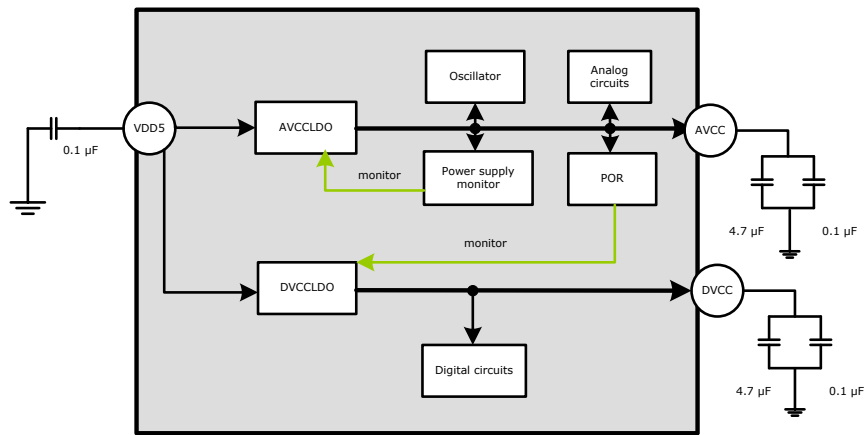 Oscillator
Analog
circuits
VDD5
AVCCLDO
AVCC
0.1 µF
monitor
Power supply
monitor
POR
4.7 µF
0.1 µF
monitor
DVCCLDO
DVCC
Digital circuits
4.7 µF
0.1 µF